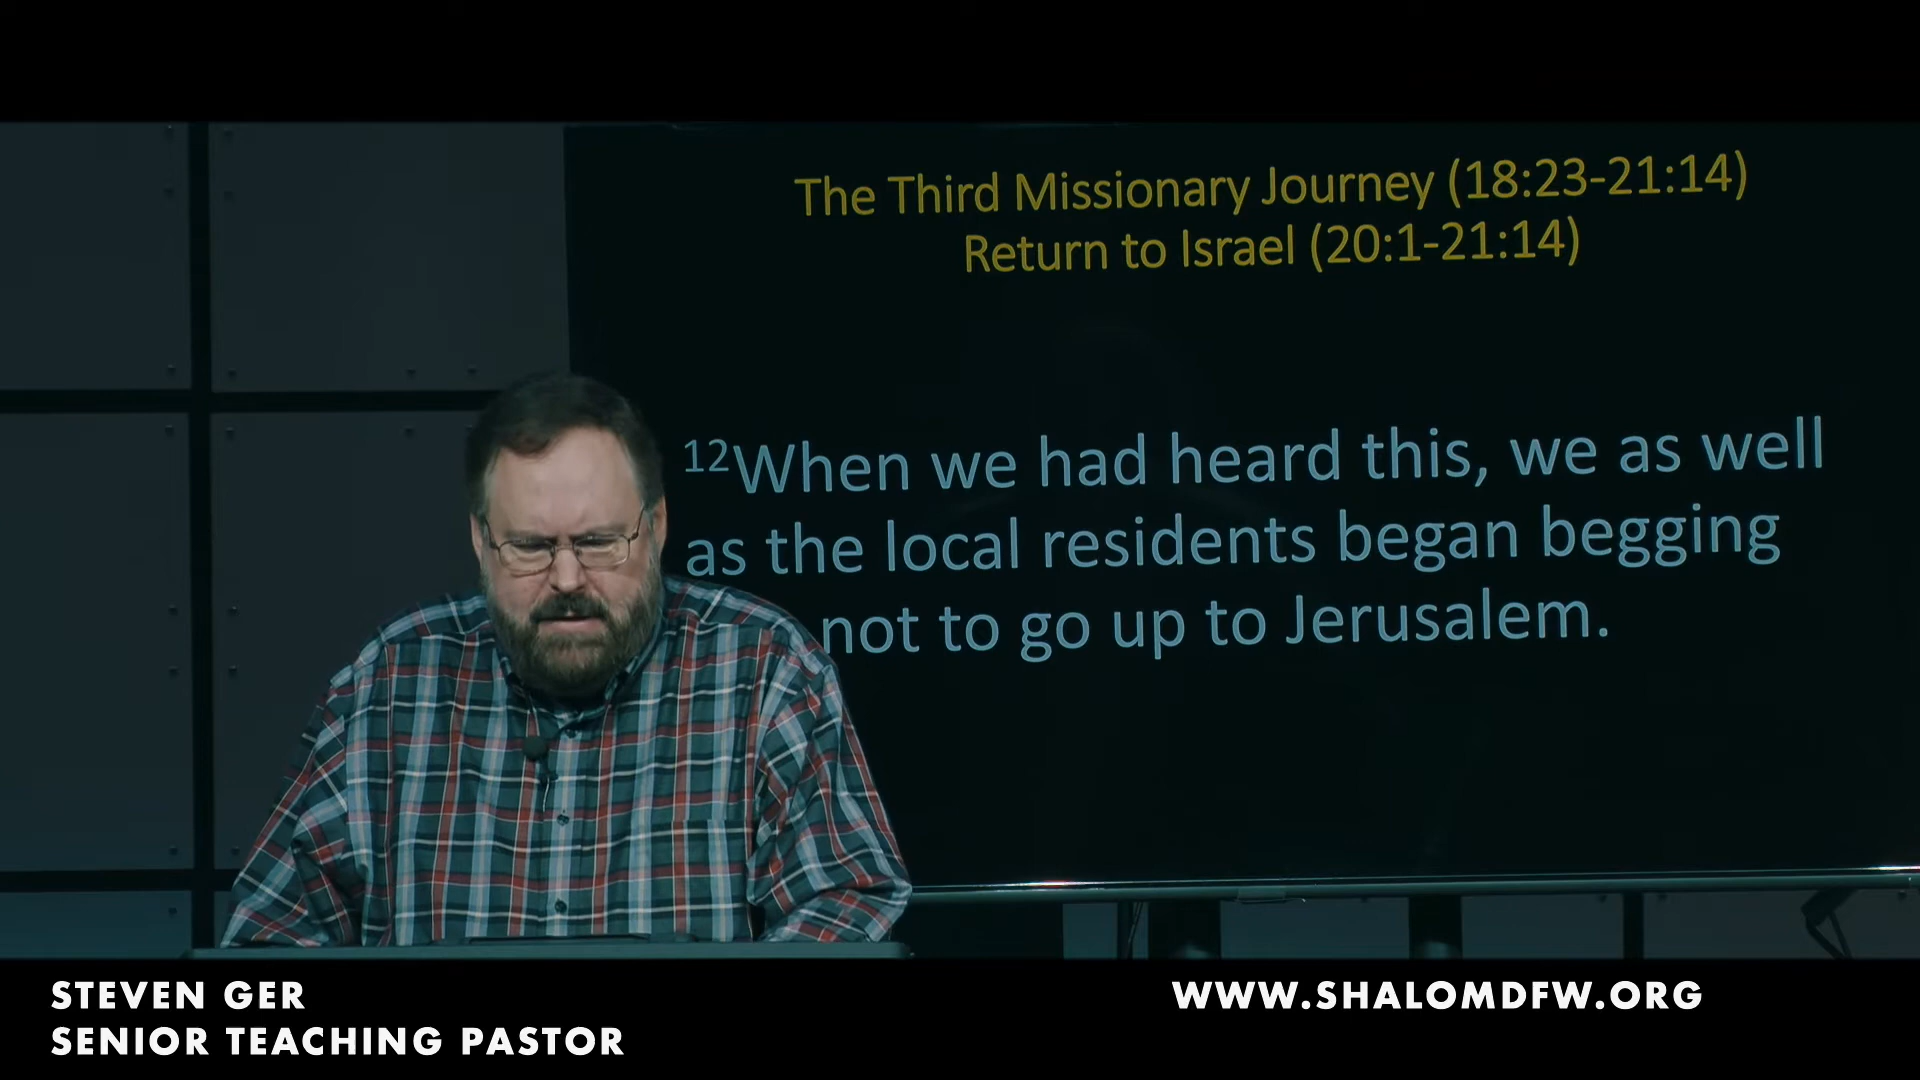 The Third Missionary Journey (18:23-21:14)
Return to Israel (20:1-21:14)
12When we had heard this, we as well
as the local residents began begging
not to go up to Jerusalem.
STEVEN GER
SENIOR TEACHING PASTOR
WWW.SHALOMDFW.ORG